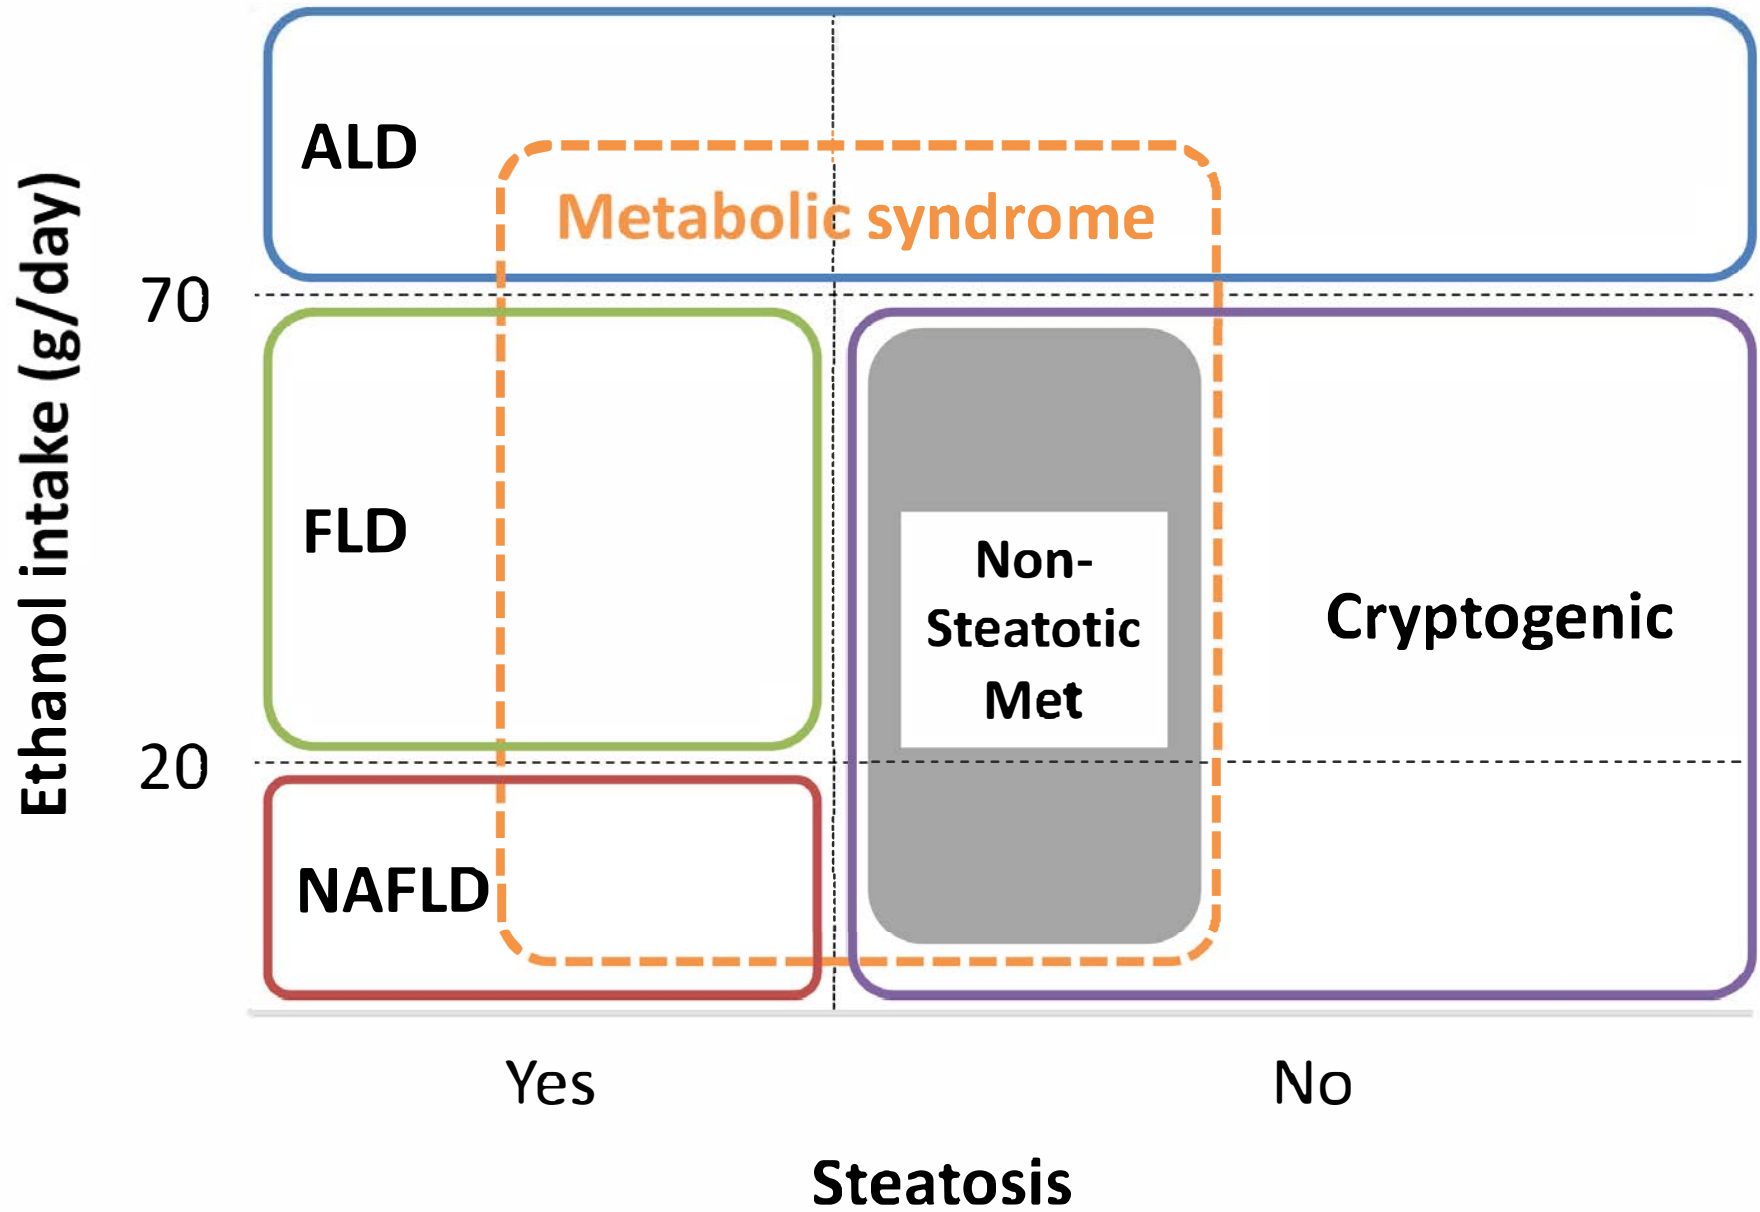 Ethanol intake (g/day)
ALD
Metabolic syndrome
70
FLD
Non-
Steatotic
Met
Cryptogenic
20
NAFLD
Yes
No
Steatosis